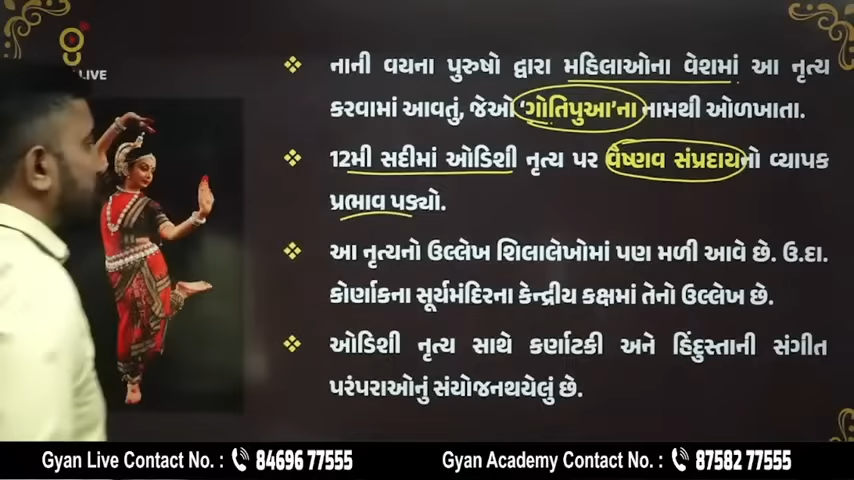 LIVE
❖ નાની વયના પુરુષો દ્વારા મહિલાઓના વેશમાં આ નૃત્ય
કરવામાં આવતું, જેઓ ‘ગોતિપુઆ’ના નામથી ઓળખાતા.
❖ 12મી સદીમાં ઓડિશી નૃત્ય પર વૈષ્ણવ સંપ્રદાયનો વ્યાપક
પ્રભાવ પડ્યો.
❖ આ નૃત્યનો ઉલ્લેખ શિલાલેખોમાં પણ મળી આવે છે. ઉ.દા.
કોર્ણાકના સૂર્યમંદિરના કેન્દ્રીય કક્ષમાં તેનો ઉલ્લેખ છે.
❖ ઓડિશી નૃત્ય સાથે કર્ણાટકી અને હિંદુસ્તાની સંગીત
પરંપરાઓનું સંયોજનથયેલું છે.
Gyan Live Contact No. : 84696 77555 Gyan Academy Contact No. : 87582 77555